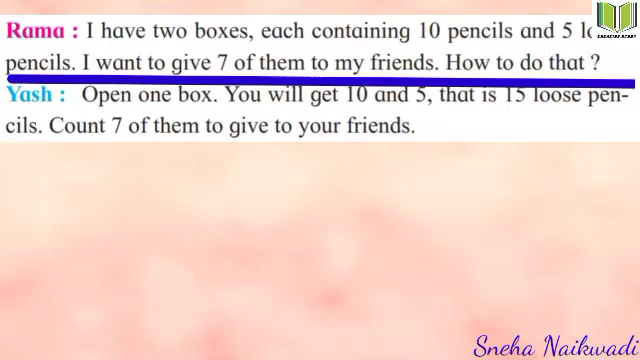 Rama : I have two boxes, each containing 10 pencils and 5
pencils. I want to give 7 of them to my friends. How to do that ?
Yash : Open one box. You will get 10 and 5, that is 15 loose pen-
cils. Count 7 of them to give to your friends.
Sneha Naikwadi